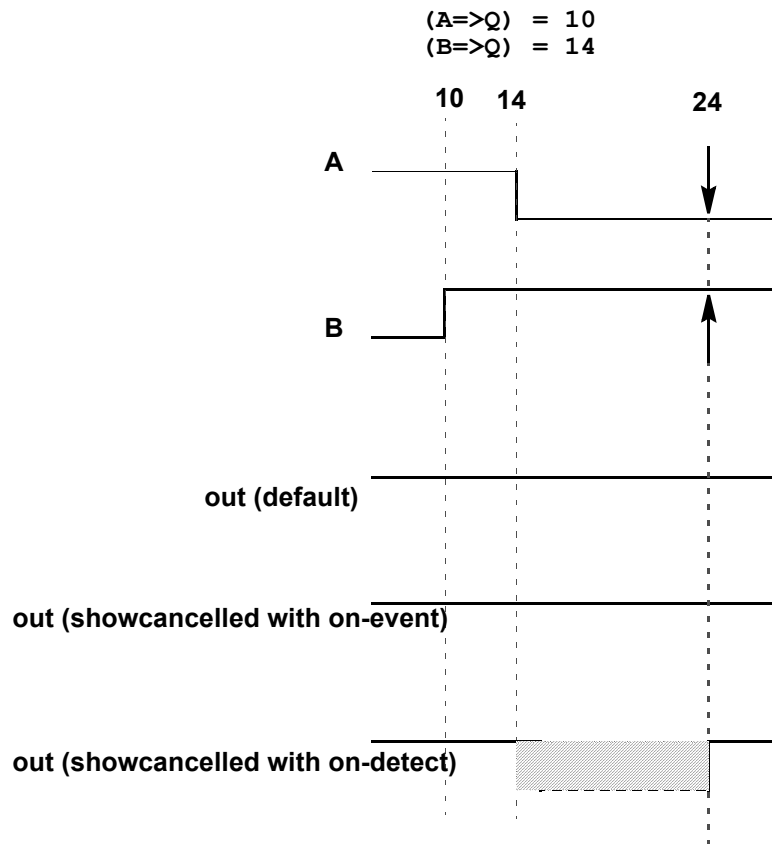 (A=>Q) = 10
(B=>Q) = 14
10 14 24
A
B
out (default)
out (showcancelled with on-event)
out (showcancelled with on-detect)